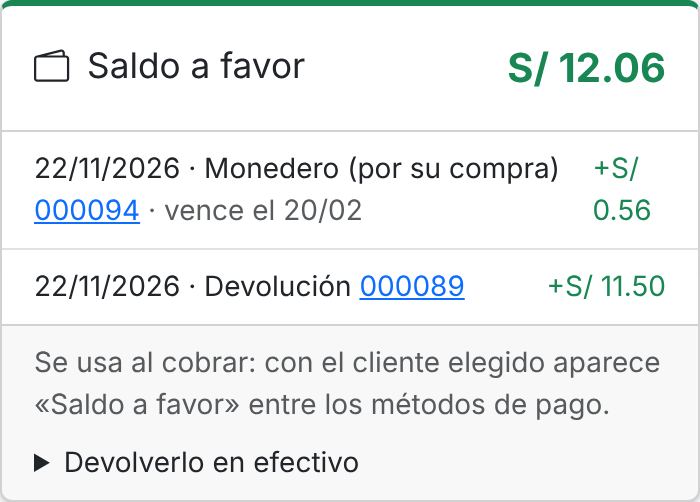 Saldo a favor S/ 12.06
22/11/2026 · Monedero (por su compra) +S/
000094 · vence el 20/02 0.56
22/11/2026 · Devolución 000089 +S/ 11.50
Se usa al cobrar: con el cliente elegido aparece
«Saldo a favor» entre los métodos de pago.
Devolverlo en efectivo